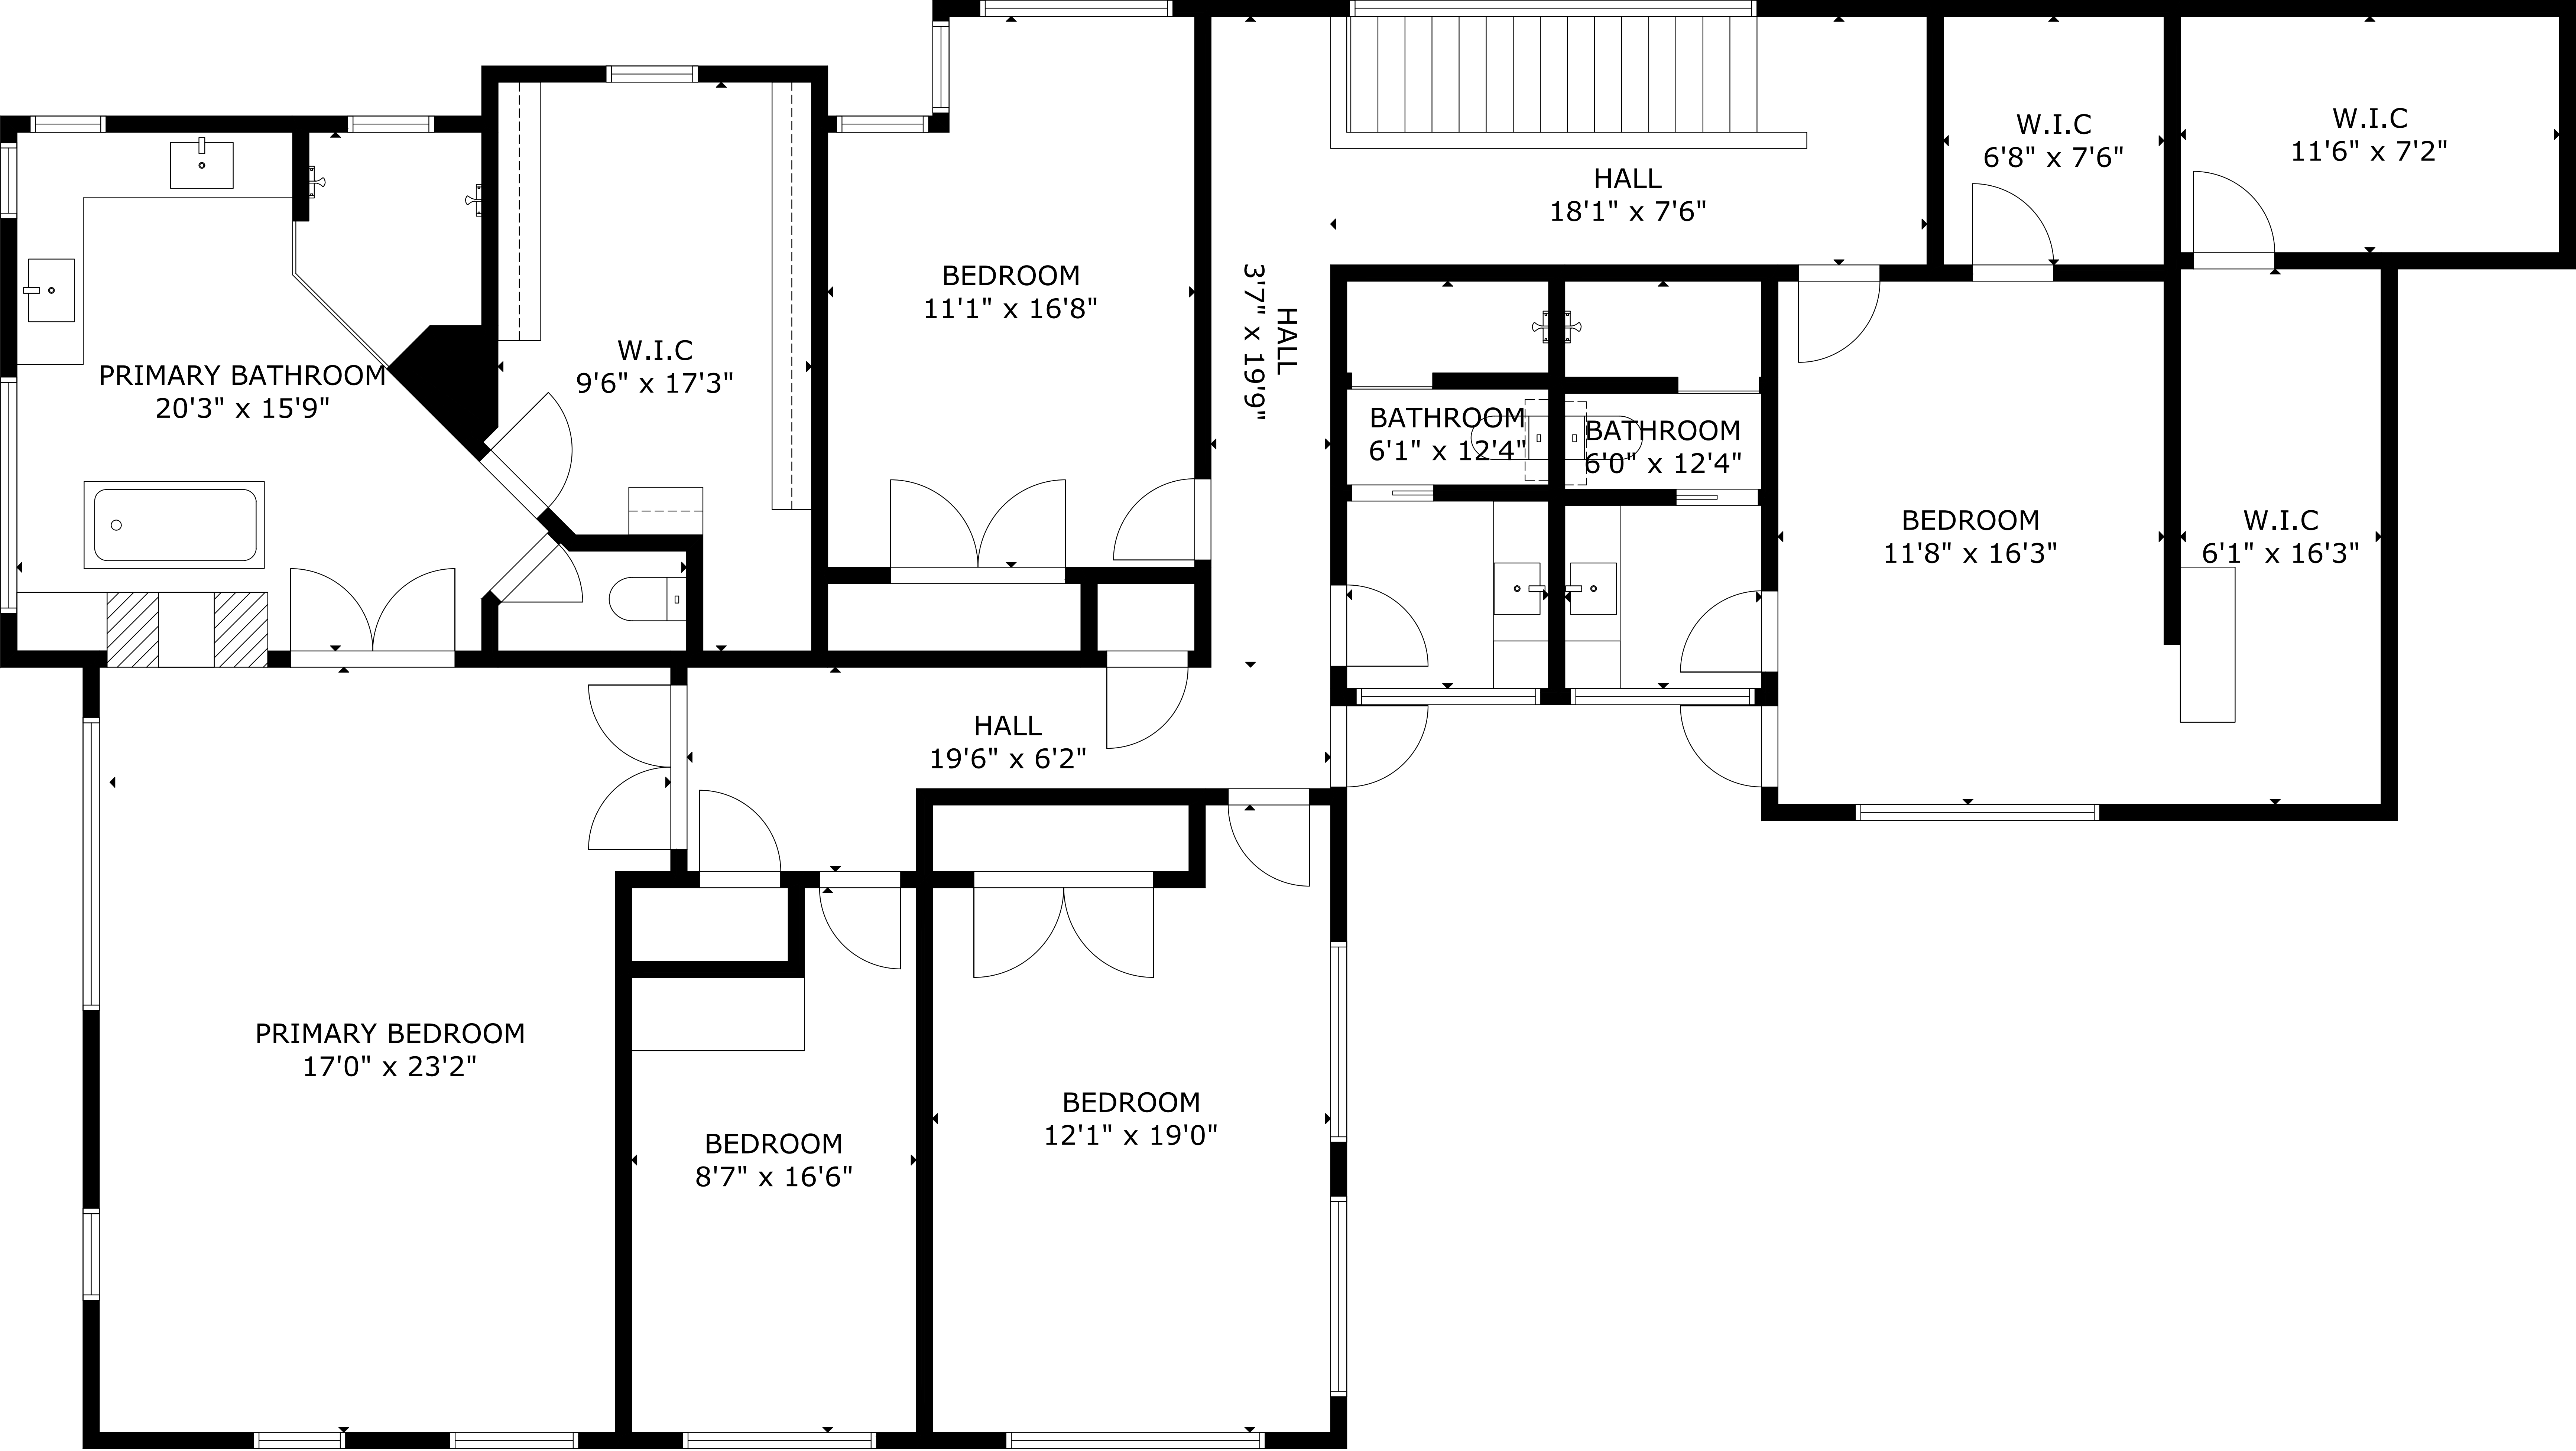 W.I.C
6'8" x 7'6"
W.I.C
11'6" x 7'2"
HALL
18'1" x 7'6"
BEDROOM
11'1" x 16'8"
HALL
3'7" x 19'9"
W.I.C
9'6" x 17'3"
PRIMARY BATHROOM
20'3" x 15'9"
BATHROOM
6'1" x 12'4"
BATHROOM
6'0" x 12'4"
BEDROOM
11'8" x 16'3"
W.I.C
6'1" x 16'3"
HALL
19'6" x 6'2"
PRIMARY BEDROOM
17'0" x 23'2"
BEDROOM
8'7" x 16'6"
BEDROOM
12'1" x 19'0"